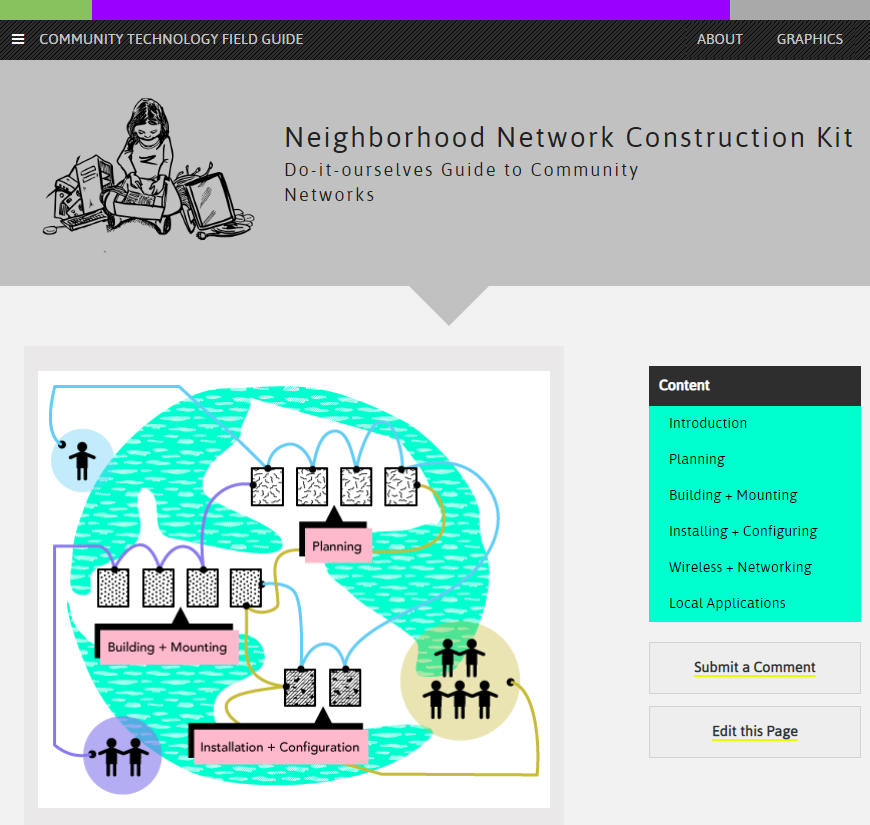 COMMUNITY TECHNOLOGY FIELD GUIDE
ABOUT
GRAPHICS
Neighborhood Network Construction Kit
Do-it-ourselves Guide to Community
Networks
Planning
Building + Mounting
Installation + Configuration
Content
Introduction
Planning
Building + Mounting
Installing + Configuring
Wireless + Networking
Local Applications
Submit a Comment
Edit this Page